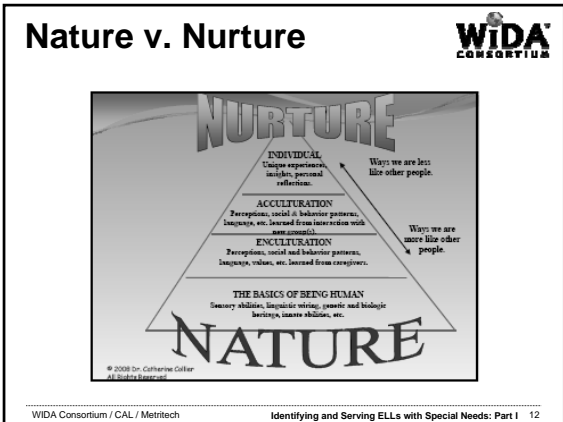 Nature v. Nurture
WiDA
CONSORTIUM
NURTURE
INDIVIDUAL
Unique experiences,
insights, personal
reflections.
Ways we are less
like other people.
ACCULTURATION
Perceptions, social & behavior patterns,
language, etc. learned from interaction with
new group(s).
Ways we are
more like other
people.
ENCULTURATION
Perceptions, social and behavior patterns,
language, values, etc. learned from caregivers.
THE BASICS OF BEING HUMAN
Sensory abilities, linguistic wiring, genetic and biologic
heritage, innate abilities, etc.
NATURE
© 2008 Dr. Catherine Collier
All Rights Reserved
WIDA Consortium / CAL / Metritech
Identifying and Serving ELLs with Special Needs: Part I 12